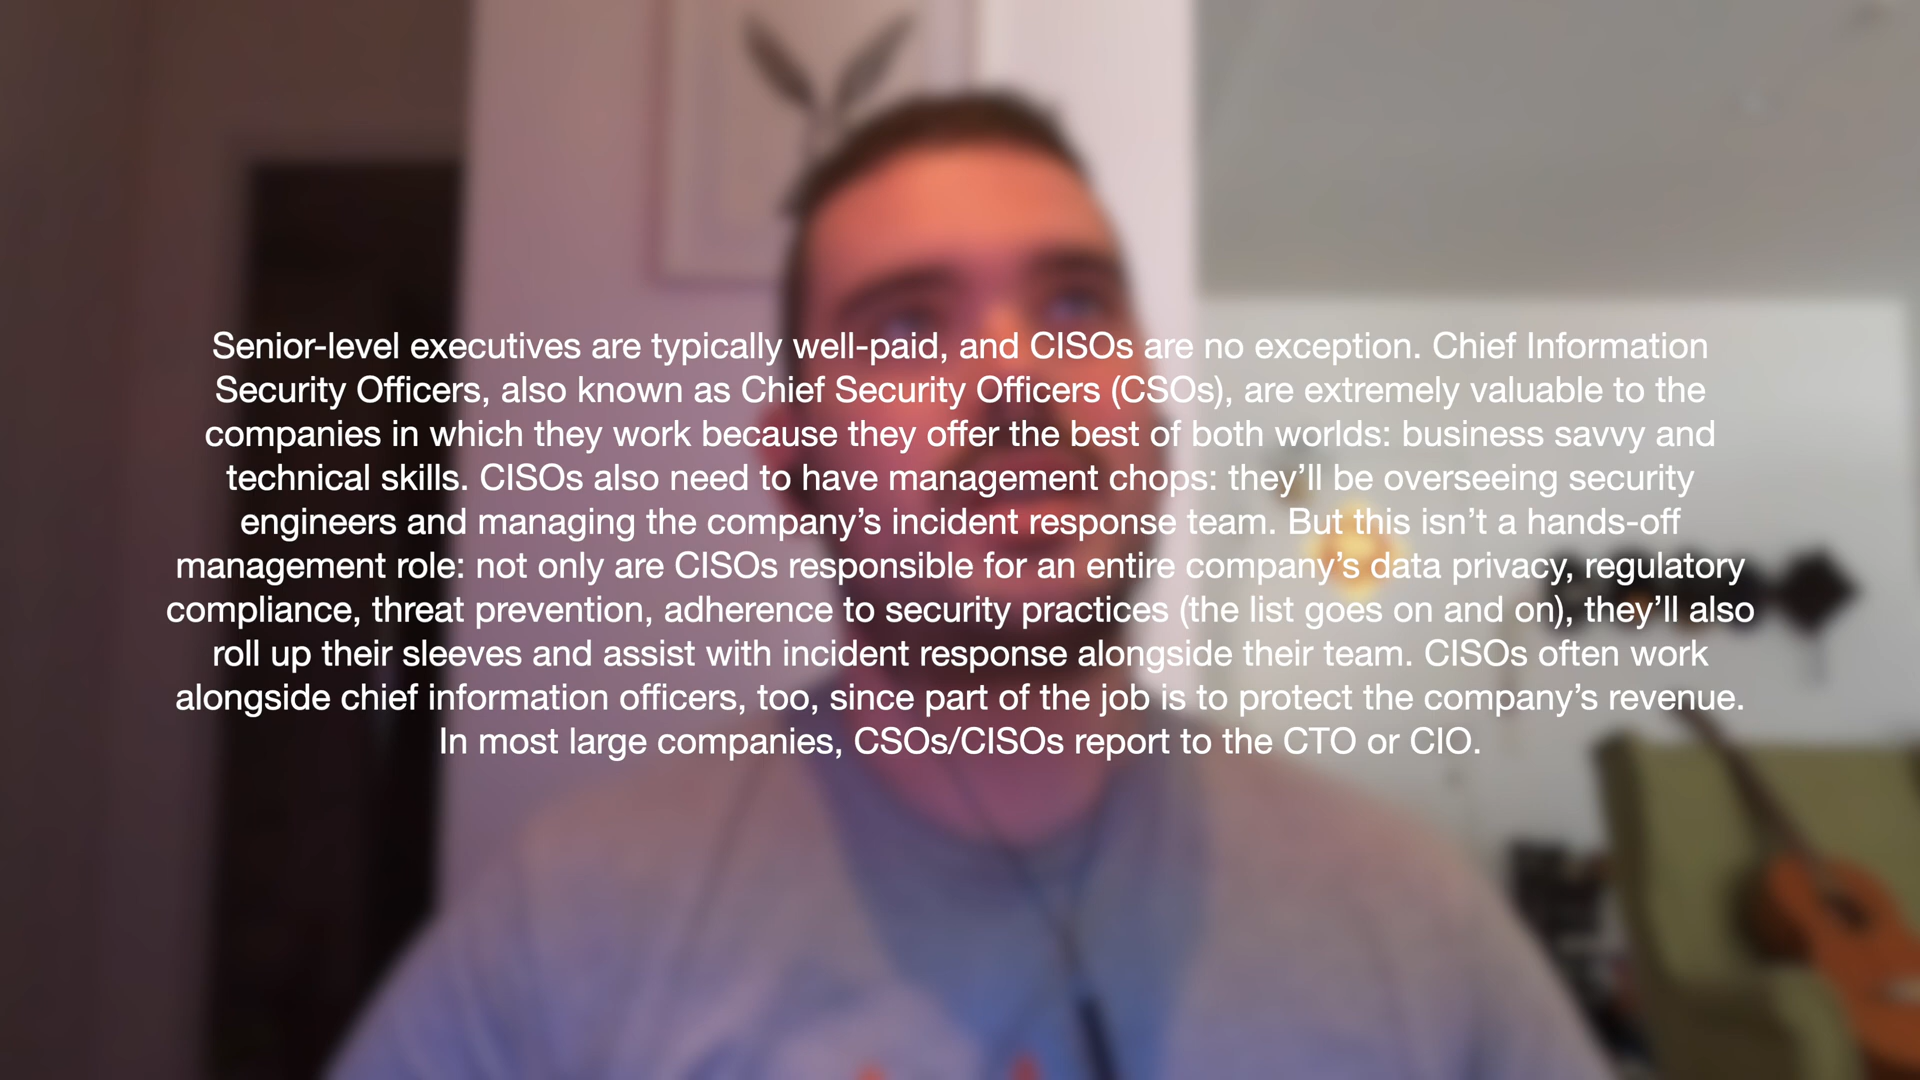 Senior-level executives are typically well-paid, and CISOs are no exception. Chief Information
Security Officers, also known as Chief Security Officers (CSOs), are extremely valuable to the
companies in which they work because they offer the best of both worlds: business savvy and
technical skills. CISOs also need to have management chops: they’ll be overseeing security
engineers and managing the company’s incident response team. But this isn’t a hands-off
management role: not only are CISOs responsible for an entire company’s data privacy, regulatory
compliance, threat prevention, adherence to security practices (the list goes on and on), they’ll also
roll up their sleeves and assist with incident response alongside their team. CISOs often work
alongside chief information officers, too, since part of the job is to protect the company’s revenue.
In most large companies, CSOs/CISOs report to the CTO or CIO.